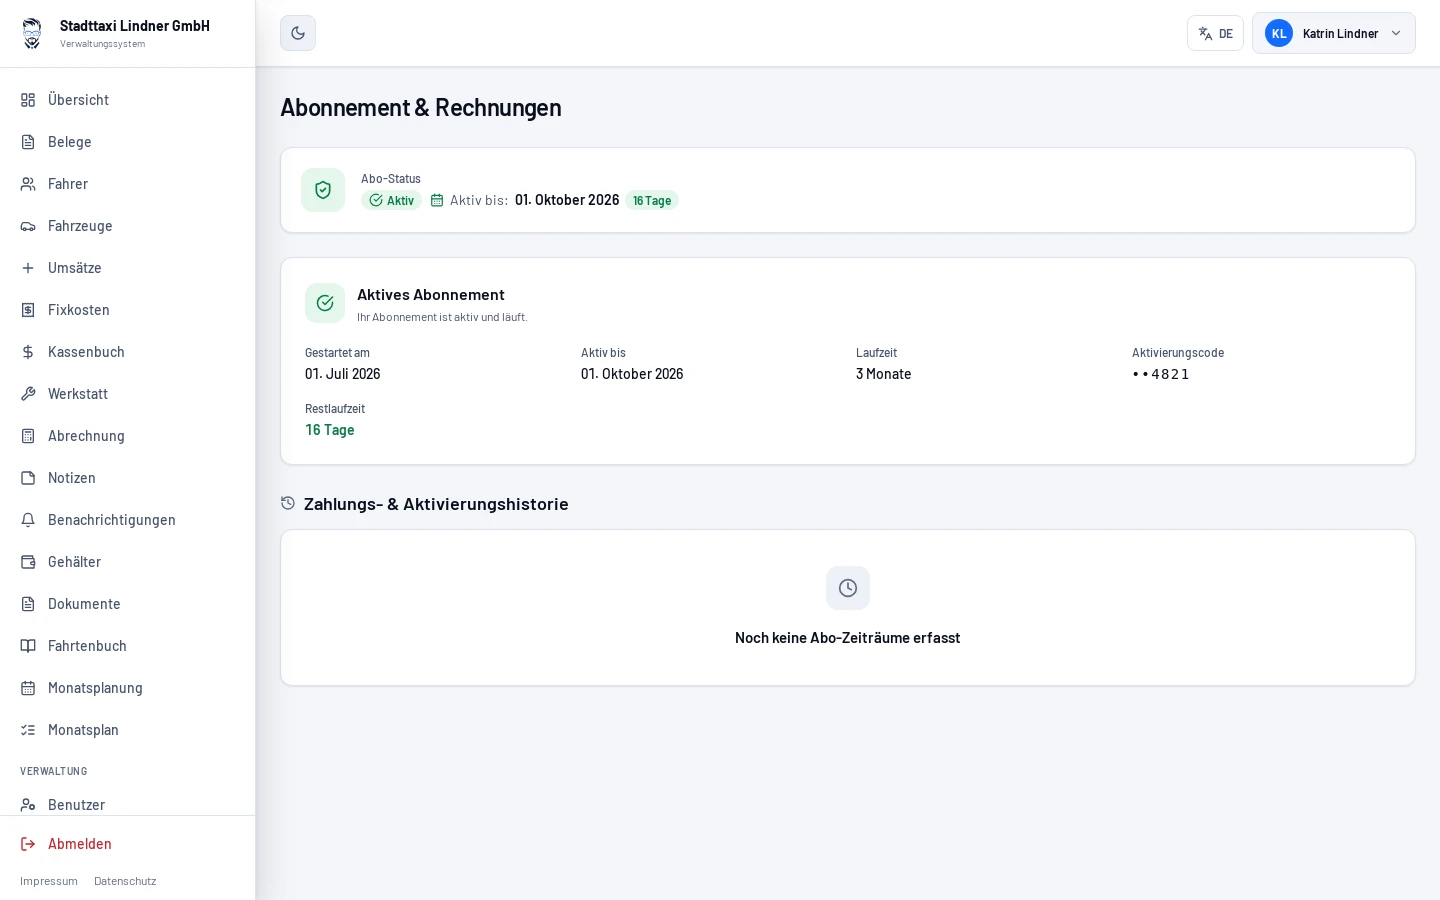 Stadttaxi Lindner GmbH
Verwaltungssystem
Übersicht
Belege
Fahrer
Fahrzeuge
Umsätze
Fixkosten
Kassenbuch
Werkstatt
Abrechnung
Notizen
Benachrichtigungen
Gehälter
Dokumente
Fahrtenbuch
Monatsplanung
Monatsplan
VERWALTUNG
Benutzer
Abmelden
Impressum Datenschutz
DE
KL Katrin Lindner
Abonnement & Rechnungen
Abo-Status
Aktiv Aktiv bis: 01. Oktober 2026 16 Tage
Aktives Abonnement
Ihr Abonnement ist aktiv und läuft.
Gestartet am
01. Juli 2026
Aktiv bis
01. Oktober 2026
Laufzeit
3 Monate
Aktivierungscode
••4821
Restlaufzeit
16 Tage
Zahlungs- & Aktivierungshistorie
Noch keine Abo-Zeiträume erfasst